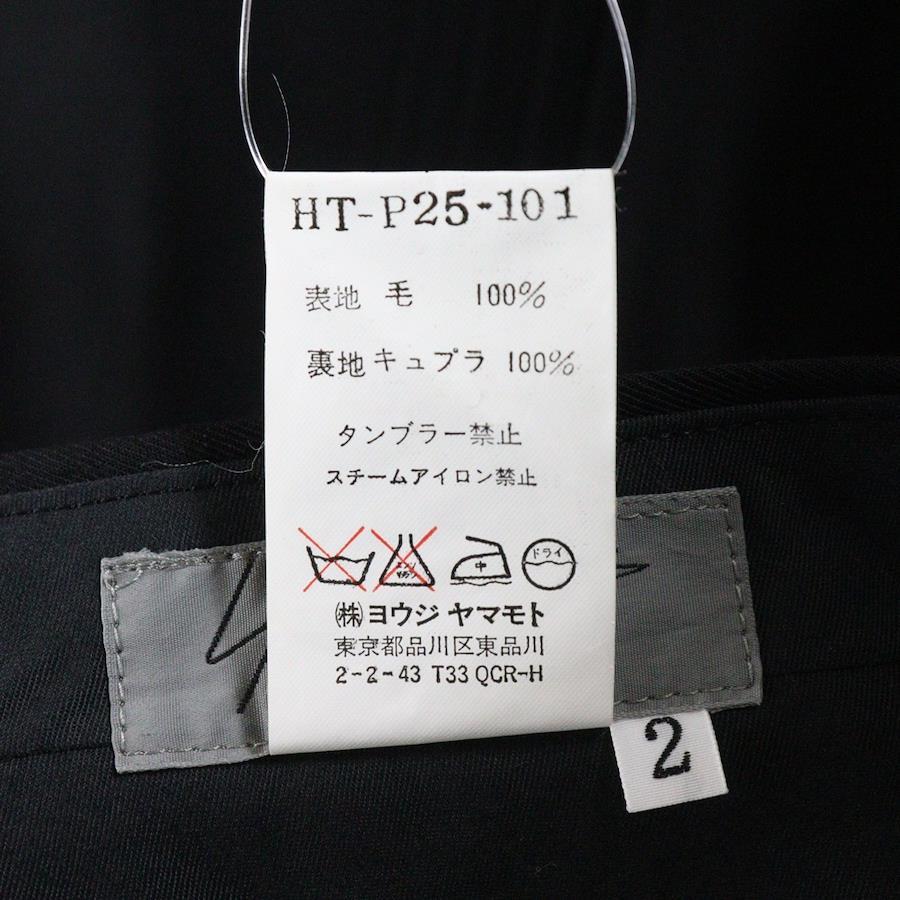 HT-P25-101
表地 毛 100%
裏地 キュプラ 100%
タンブラー禁止
スチームアイロン禁止
中
ドライ
(株)ヨウジ ヤマモト
東京都品川区東品川
2-2-43 T33 QCR-H
2